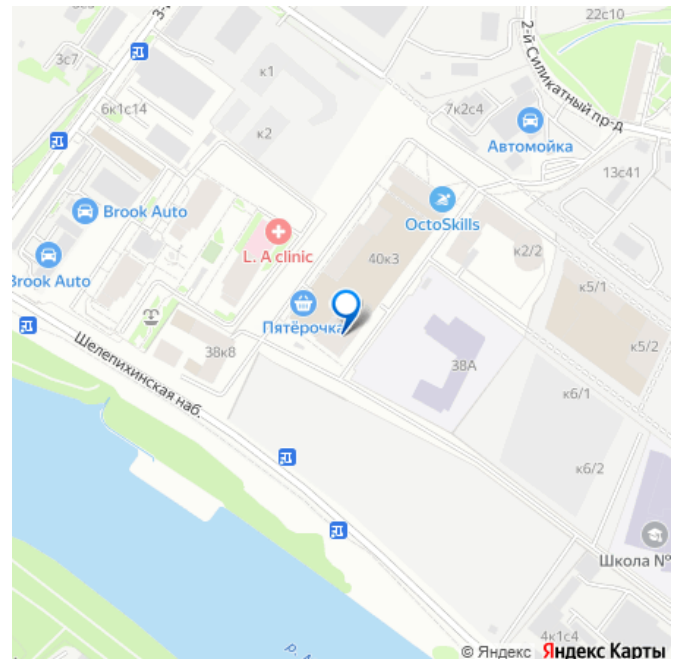 22с10
3с7
3-й
к1
2-й Силикатный пр-д
6к1с14
к2
7к2с4
Автомойка
13с41
Brook Auto
OctoSkills
L. A clinic
40к3
к2/2
Brook Auto
к5/1
Пятёрочка
38к8
Шелепихинская наб.
38А
к5/2
к6/1
к6/2
Школа №
4к1с4
© Яндекс Яндекс Карты